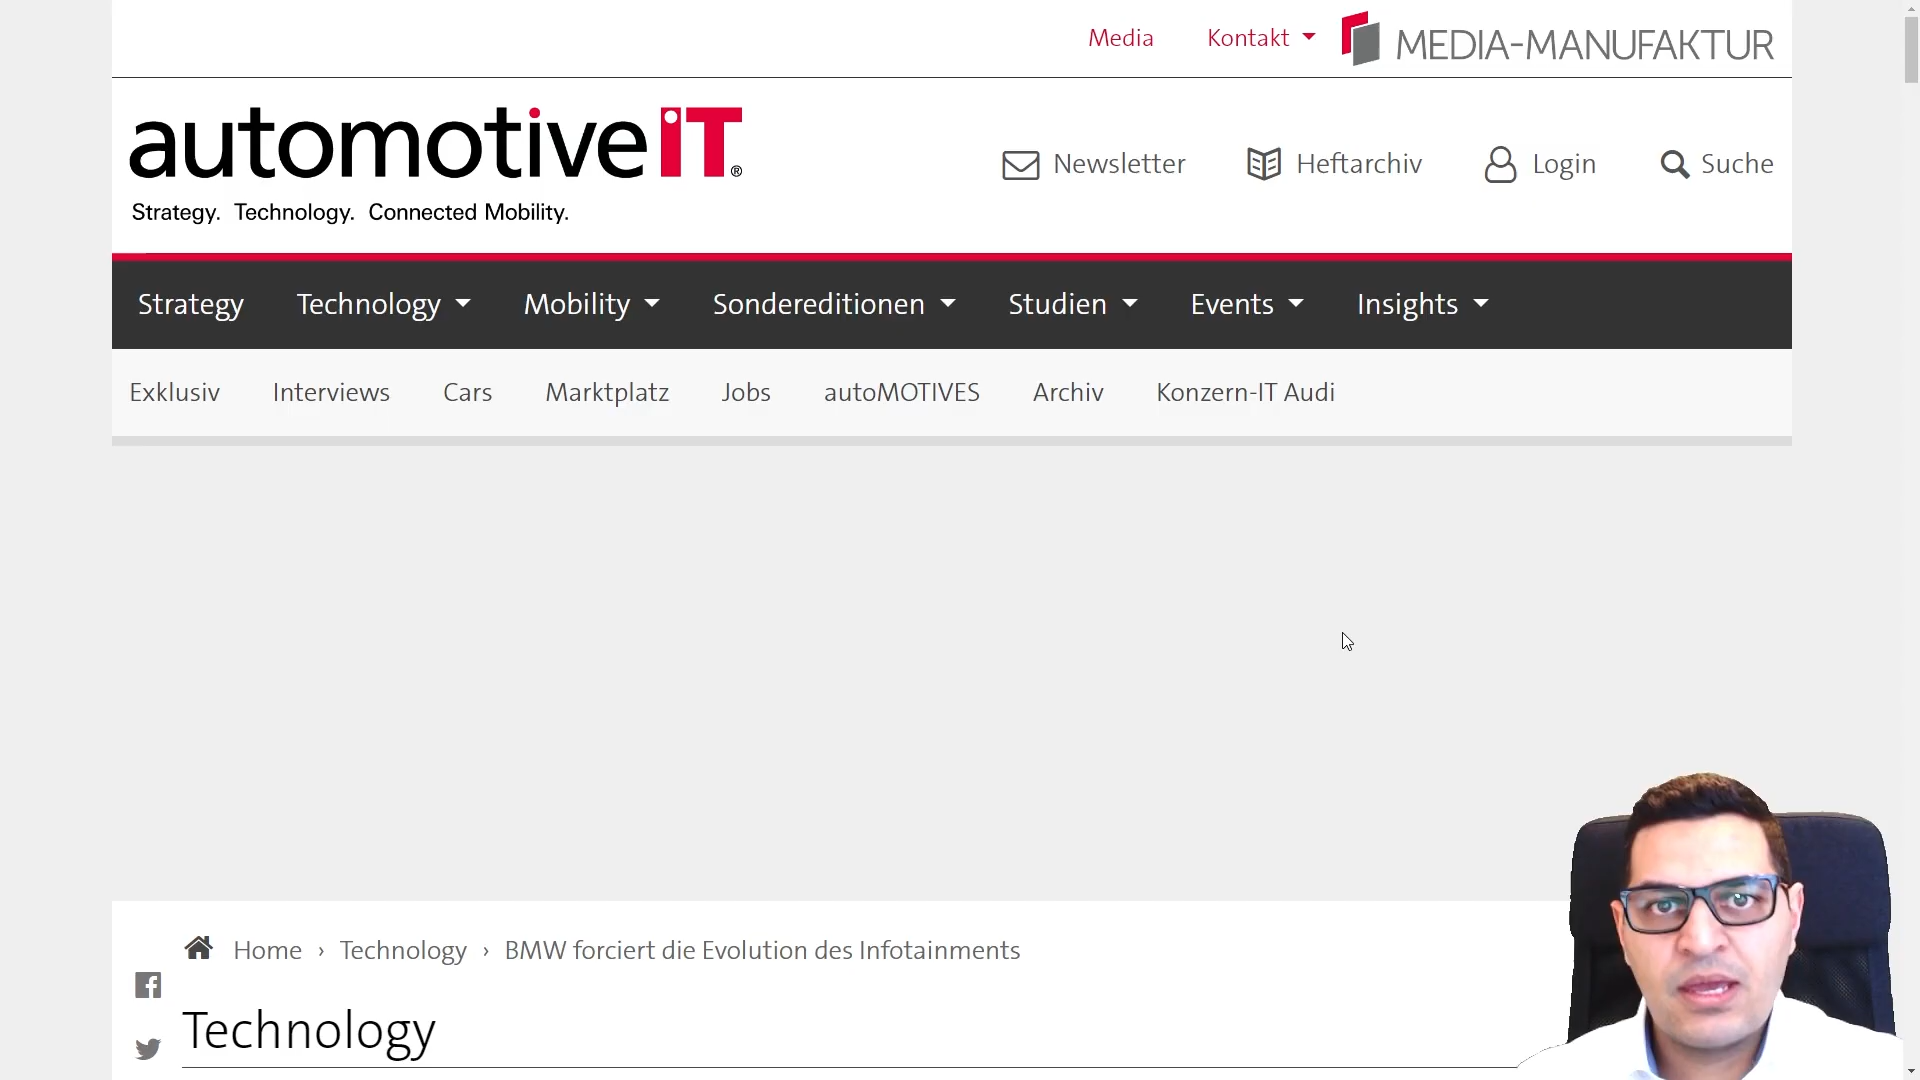 Media Kontakt MEDIA-MANUFAKTUR
automotiveIT®
Strategy. Technology. Connected Mobility.
Newsletter Heftarchiv Login Suche
Strategy Technology Mobility Sondereditionen Studien Events Insights
Exklusiv Interviews Cars Marktplatz Jobs autoMOTIVES Archiv Konzern-IT Audi
Home › Technology › BMW forciert die Evolution des Infotainments
Technology